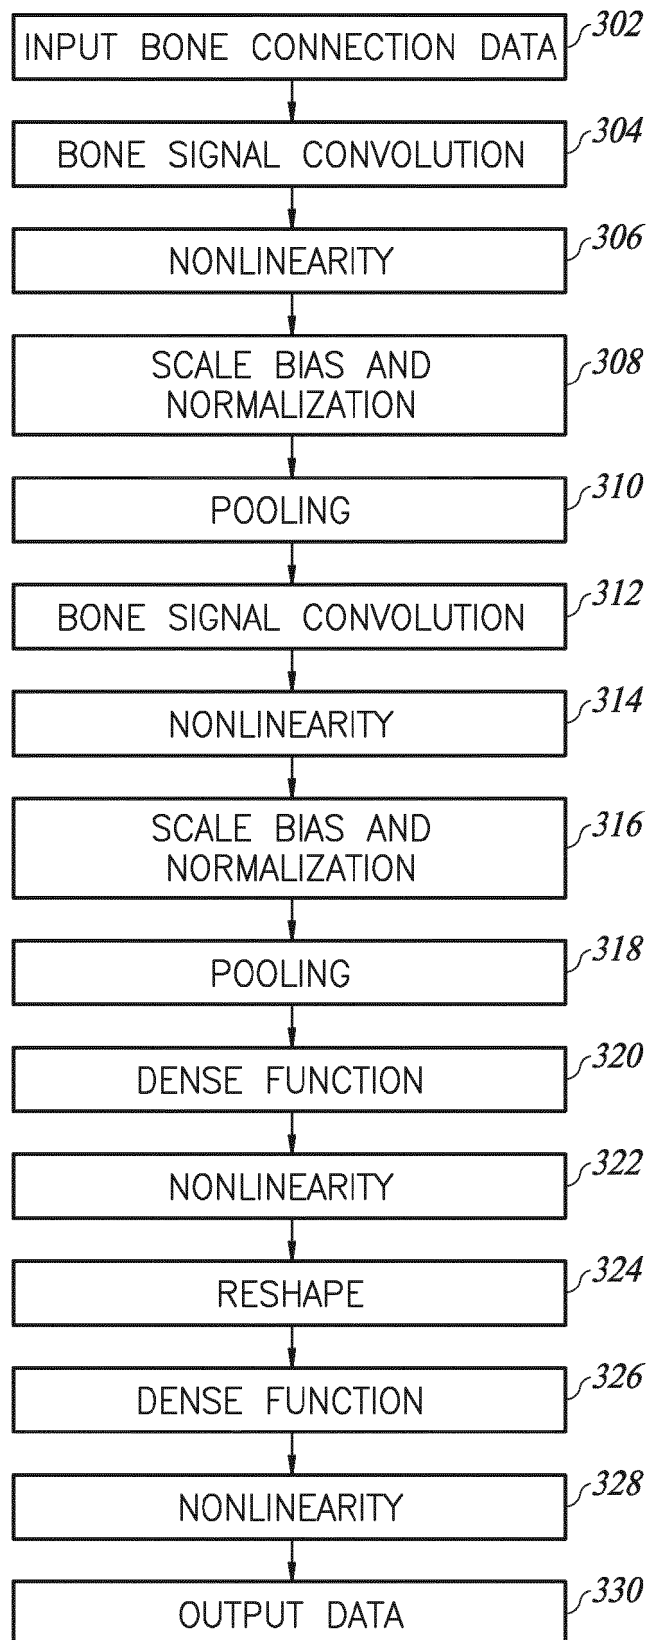 INPUT BONE CONNECTION DATA 302
BONE SIGNAL CONVOLUTION 304
NONLINEARITY 306
SCALE BIAS AND
NORMALIZATION 308
POOLING 310
BONE SIGNAL CONVOLUTION 312
NONLINEARITY 314
SCALE BIAS AND
NORMALIZATION 316
POOLING 318
DENSE FUNCTION 320
NONLINEARITY 322
RESHAPE 324
DENSE FUNCTION 326
NONLINEARITY 328
OUTPUT DATA 330